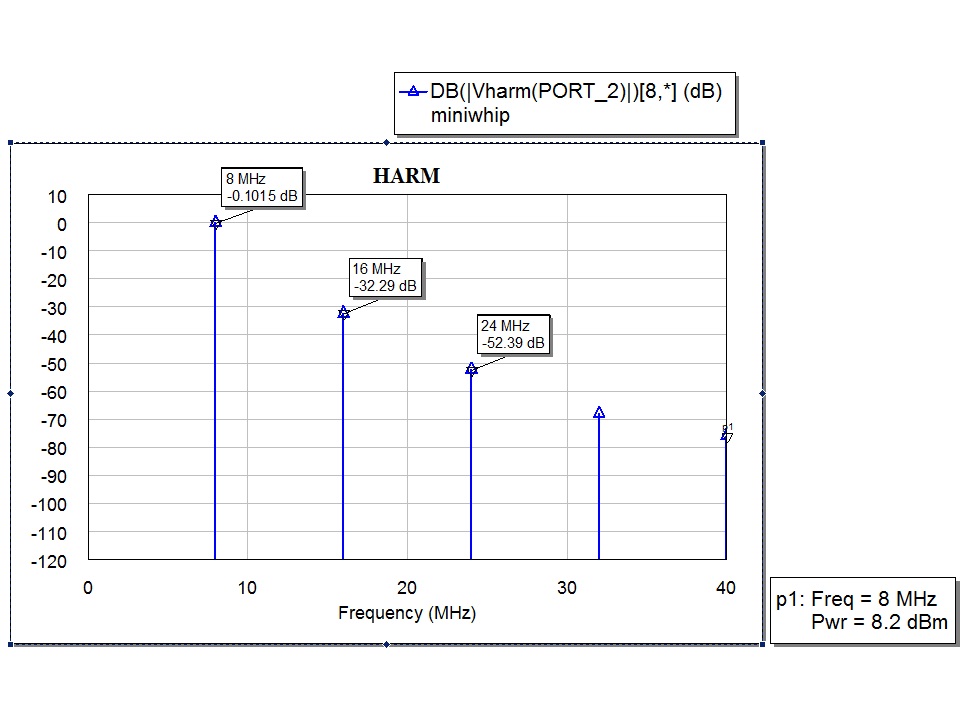 DB(|Vharm(PORT_2)|)[8,*] (dB)
miniwhip
HARM
8 MHz
-0.1015 dB
16 MHz
-32.29 dB
24 MHz
-52.39 dB
p1
10
0
-10
-20
-30
-40
-50
-60
-70
-80
-90
-100
-110
-120
0
10
20
30
40
Frequency (MHz)
p1: Freq = 8 MHz
Pwr = 8.2 dBm